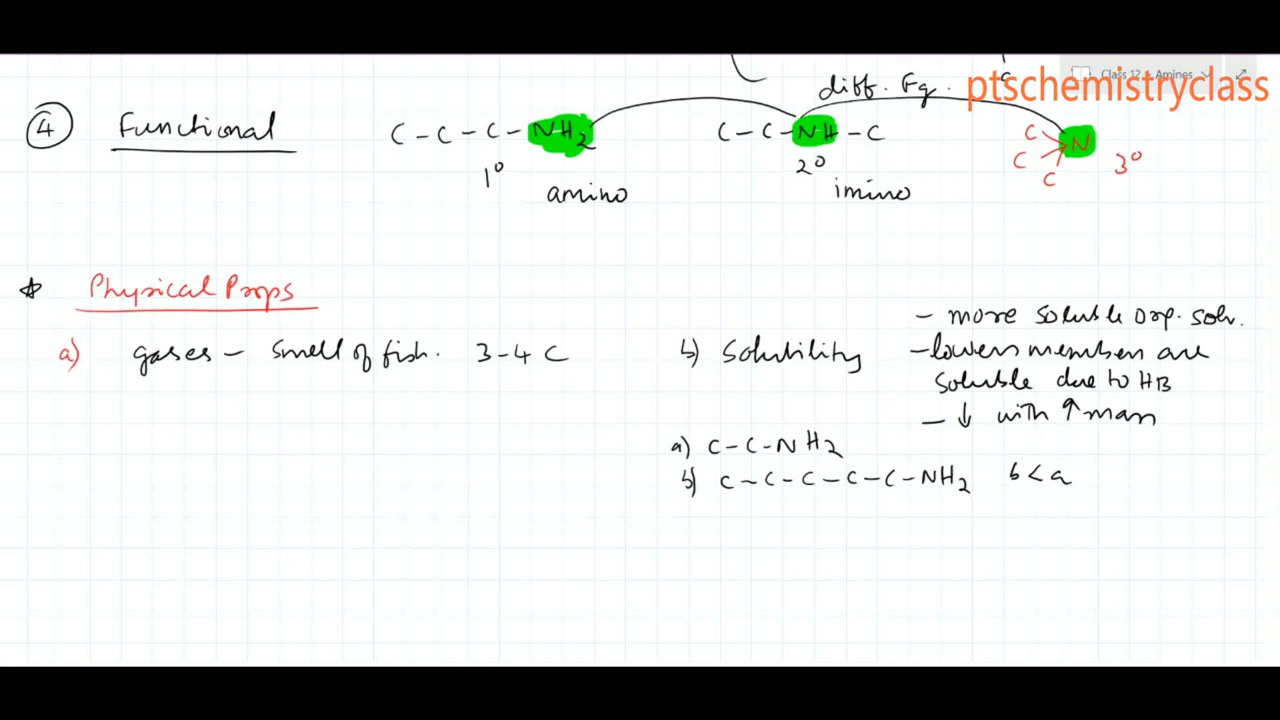 Class 12 - Amines
ptschemistryclass
diff. Fg.
④ Functional
C - C - C - NH2
1°
amino
C - C - NH - C
2°
imino
C
C
C
N
3°
Physical Props
a) gases - smell of fish. 3-4 C
b) Solubility
- more soluble org. solv.
- lowers members are
soluble due to HB
- ↓ with ↑ mass
a) C - C - NH2
b) C - C - C - C - C - NH2 b < a